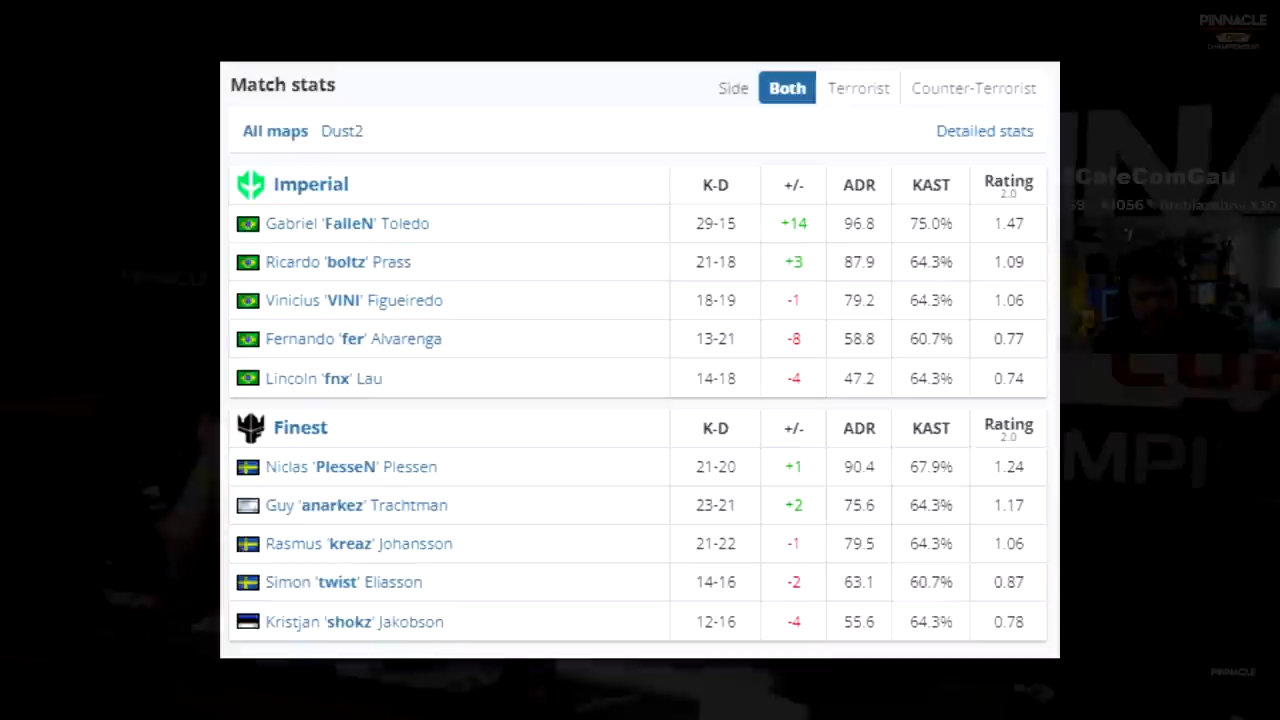 PINNACLE
CUP
CHAMPIONSHIP
Match stats
Side Both Terrorist Counter-Terrorist
All maps Dust2 Detailed stats
Imperial K-D +/- ADR KAST Rating 2.0
Gabriel 'FalleN' Toledo 29-15 +14 96.8 75.0% 1.47
Ricardo 'boltz' Prass 21-18 +3 87.9 64.3% 1.09
Vinicius 'VINI' Figueiredo 18-19 -1 79.2 64.3% 1.06
Fernando 'fer' Alvarenga 13-21 -8 58.8 60.7% 0.77
Lincoln 'fnx' Lau 14-18 -4 47.2 64.3% 0.74
Finest K-D +/- ADR KAST Rating 2.0
Niclas 'PlesseN' Plessen 21-20 +1 90.4 67.9% 1.24
Guy 'anarkez' Trachtman 23-21 +2 75.6 64.3% 1.17
Rasmus 'kreaz' Johansson 21-22 -1 79.5 64.3% 1.06
Simon 'twist' Eliasson 14-16 -2 63.1 60.7% 0.87
Kristjan 'shokz' Jakobson 12-16 -4 55.6 64.3% 0.78
CafeComGau
PINNACLE